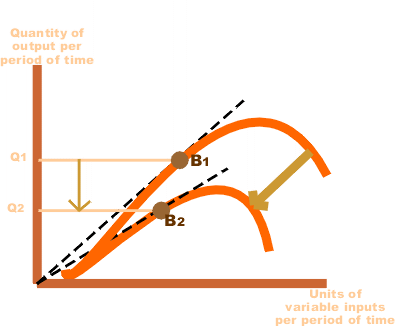 Quantity of
output per
period of time
Q1
B1
Q2
B2
Units of
variable inputs
per period of time